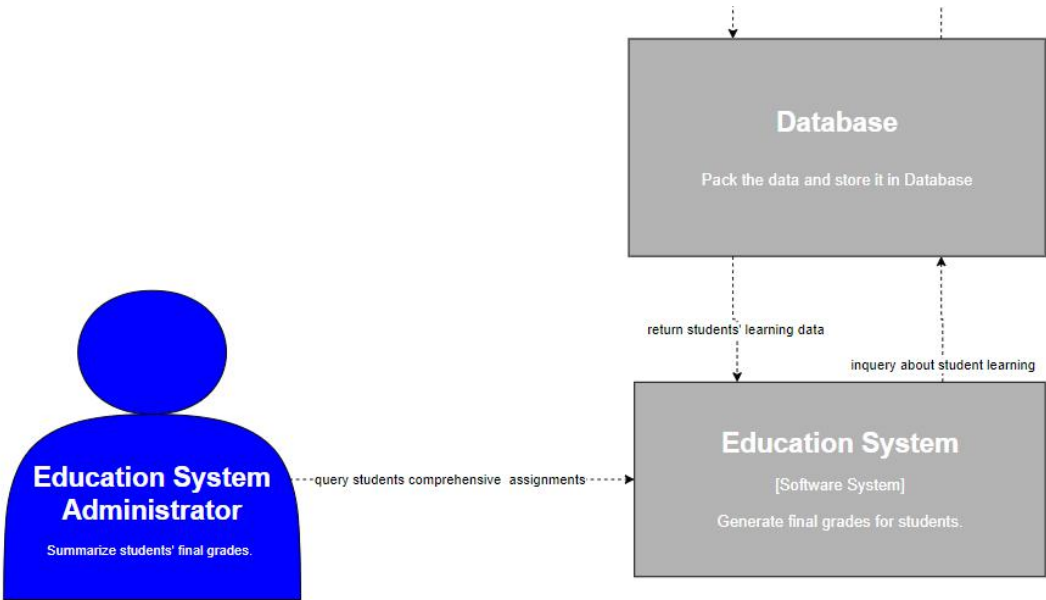 Database
Pack the data and store it in Database
return students' learning data
inquery about student learning
Education System
Administrator
Summarize students' final grades.
query students comprehensive assignments
Education System
[Software System]
Generate final grades for students.